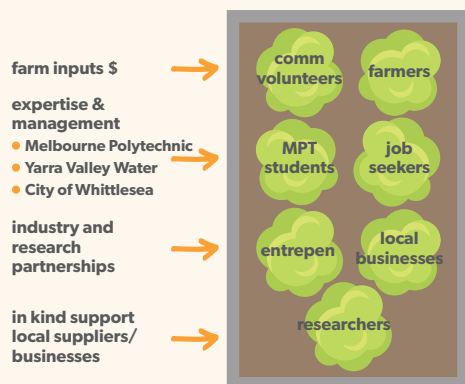 farm inputs $
expertise &
management
• Melbourne Polytechnic
• Yarra Valley Water
• City of Whittlesea
industry and
research
partnerships
in kind support
local suppliers/
businesses
comm
volunteers
farmers
MPT
students
job
seekers
entrepen
local
businesses
researchers